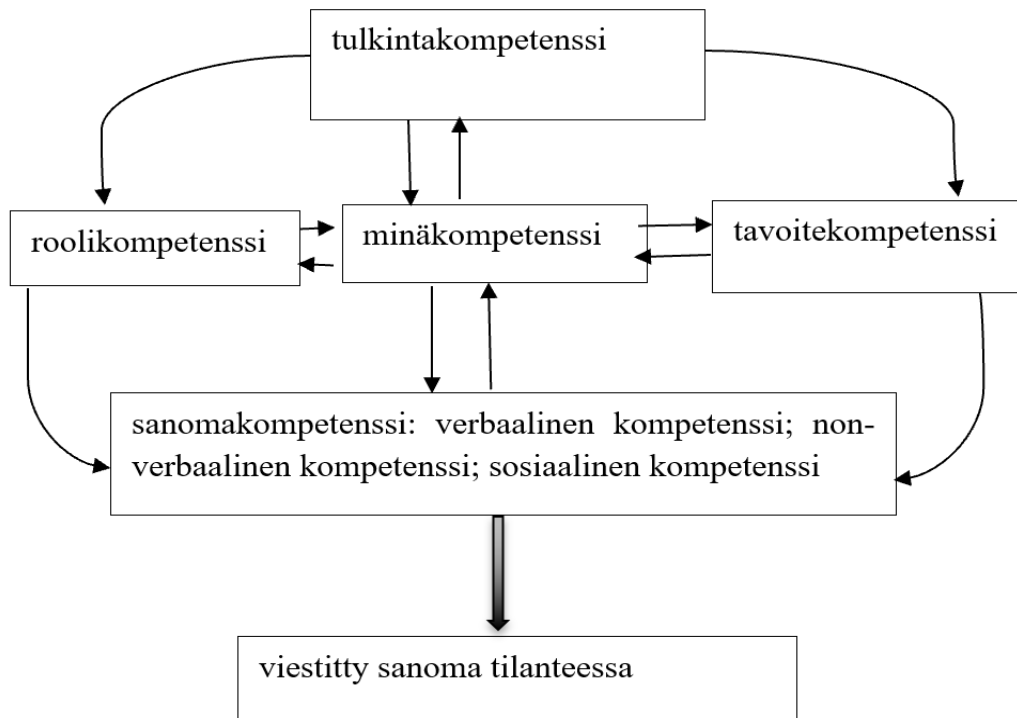 tulkintakompetenssi
roolikompetenssi
minäkompetenssi
tavoitekompetenssi
sanomakompetenssi: verbaalinen kompetenssi; non-
verbaalinen kompetenssi; sosiaalinen kompetenssi
viestitty sanoma tilanteessa